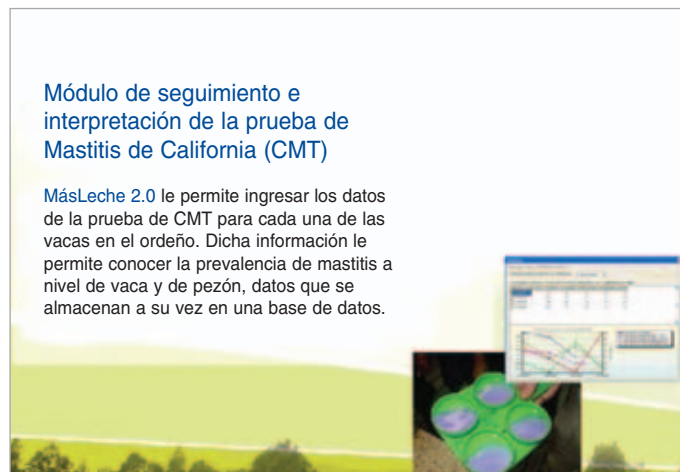 Módulo de seguimiento e
interpretación de la prueba de
Mastitis de California (CMT)
MásLeche 2.0 le permite ingresar los datos
de la prueba de CMT para cada una de las
vacas en el ordeño. Dicha información le
permite conocer la prevalencia de mastitis a
nivel de vaca y de pezón, datos que se
almacenan a su vez en una base de datos.